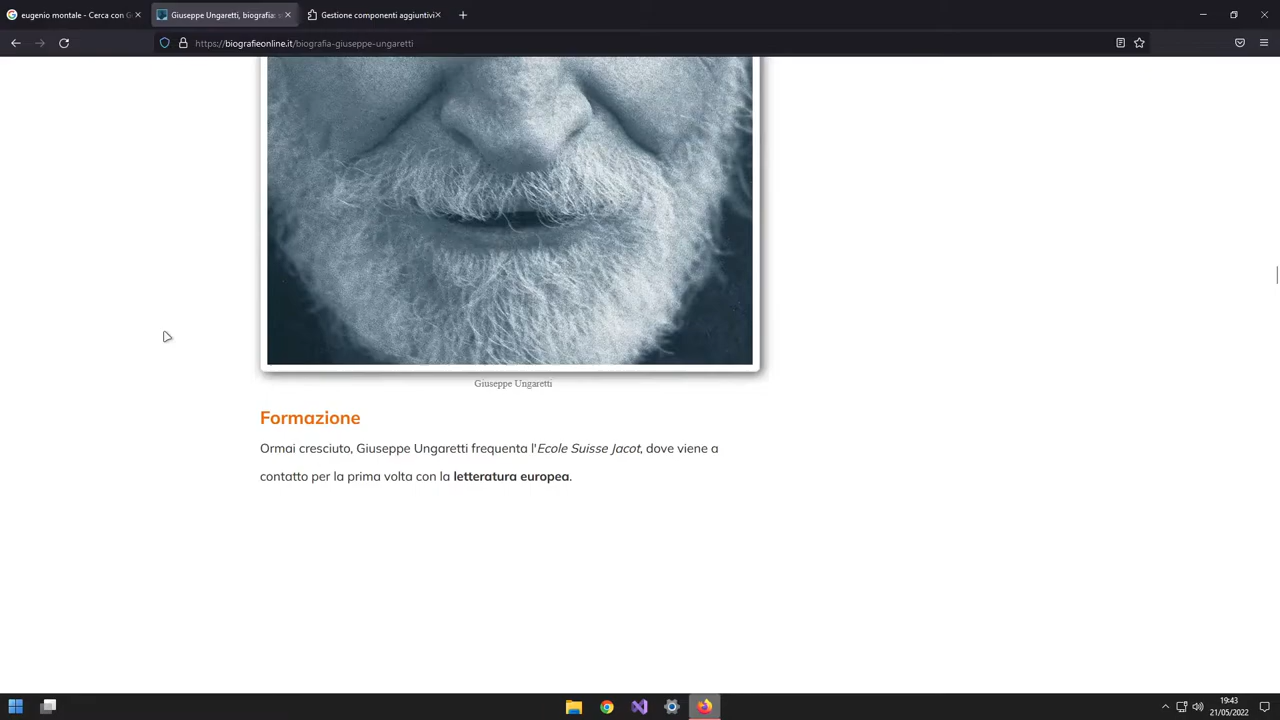 eugenio montale - Cerca con G
Giuseppe Ungaretti, biografia: s
Gestione componenti aggiuntivi
https://biografieonline.it/biografia-giuseppe-ungaretti
Giuseppe Ungaretti
Formazione
Ormai cresciuto, Giuseppe Ungaretti frequenta l'Ecole Suisse Jacot, dove viene a
contatto per la prima volta con la letteratura europea.
19:43
21/05/2022